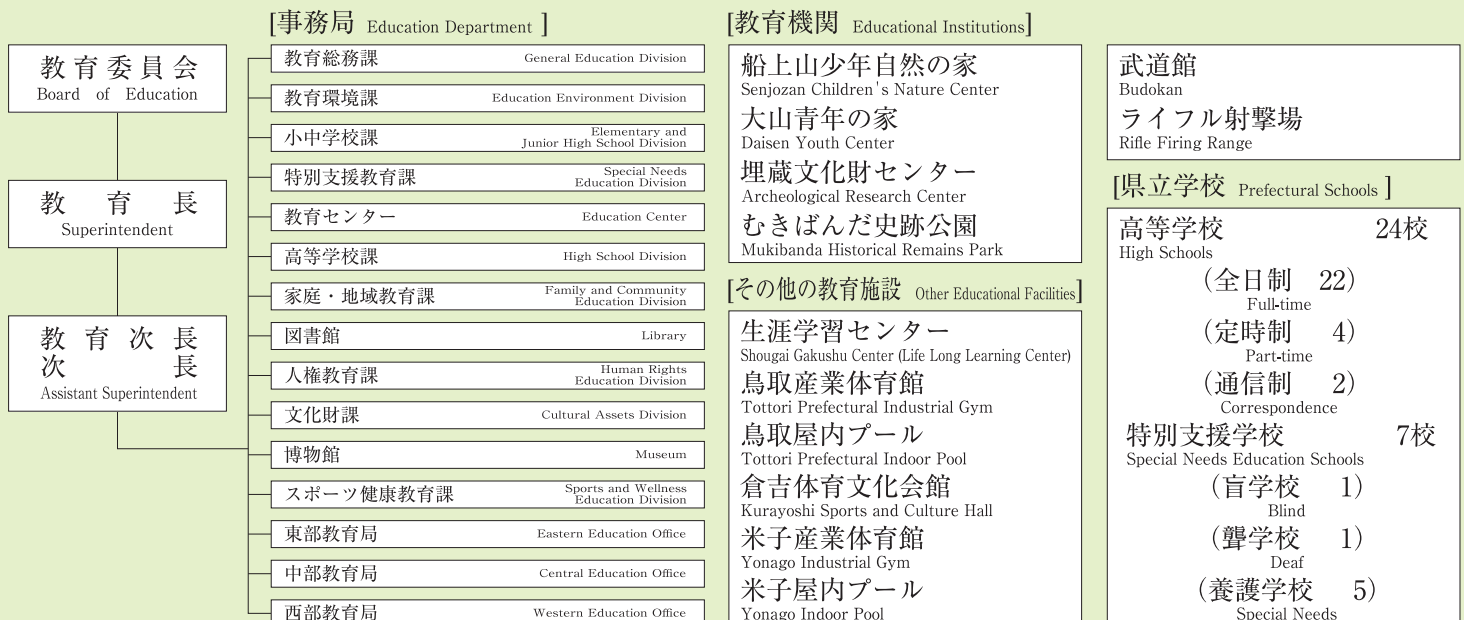 教育委員会
Board of Education
教育長
Superintendent
教育次長
次長
Assistant Superintendent
[事務局 Education Department ]
教育総務課 General Education Division
教育環境課 Education Environment Division
小中学校課 Elementary and
Junior High School Division
特別支援教育課 Special Needs
Education Division
教育センター Education Center
高等学校課 High School Division
家庭・地域教育課 Family and Community
Education Division
図書館 Library
人権教育課 Human Rights
Education Division
文化財課 Cultural Assets Division
博物館 Museum
スポーツ健康教育課 Sports and Wellness
Education Division
東部教育局 Eastern Education Office
中部教育局 Central Education Office
西部教育局 Western Education Office
[教育機関 Educational Institutions]
船上山少年自然の家
Senjozan Children's Nature Center
大山青年の家
Daisen Youth Center
埋蔵文化財センター
Archeological Research Center
むきばんだ史跡公園
Mukibanda Historical Remains Park
[その他の教育施設 Other Educational Facilities]
生涯学習センター
Shougai Gakushu Center (Life Long Learning Center)
鳥取産業体育館
Tottori Prefectural Industrial Gym
鳥取屋内プール
Tottori Prefectural Indoor Pool
倉吉体育文化会館
Kurayoshi Sports and Culture Hall
米子産業体育館
Yonago Industrial Gym
米子屋内プール
Yonago Indoor Pool
武道館
Budokan
ライフル射撃場
Rifle Firing Range
[県立学校 Prefectural Schools ]
高等学校 24校
High Schools
(全日制 22)
Full-time
(定時制 4)
Part-time
(通信制 2)
Correspondence
特別支援学校 7校
Special Needs Education Schools
(盲学校 1)
Blind
(聾学校 1)
Deaf
(養護学校 5)
Special Needs